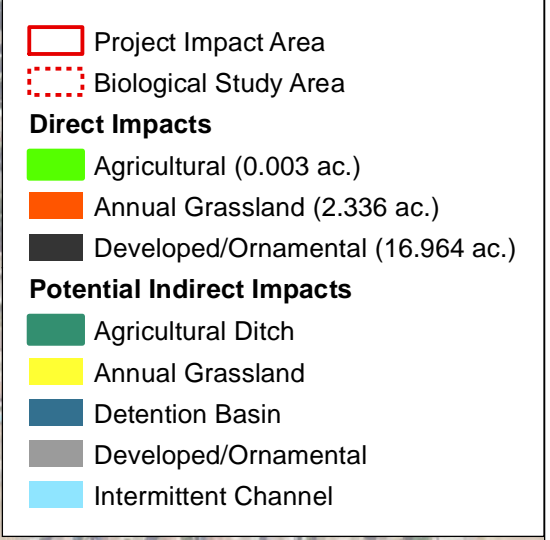 Project Impact Area
Biological Study Area
Direct Impacts
Agricultural (0.003 ac.)
Annual Grassland (2.336 ac.)
Developed/Ornamental (16.964 ac.)
Potential Indirect Impacts
Agricultural Ditch
Annual Grassland
Detention Basin
Developed/Ornamental
Intermittent Channel